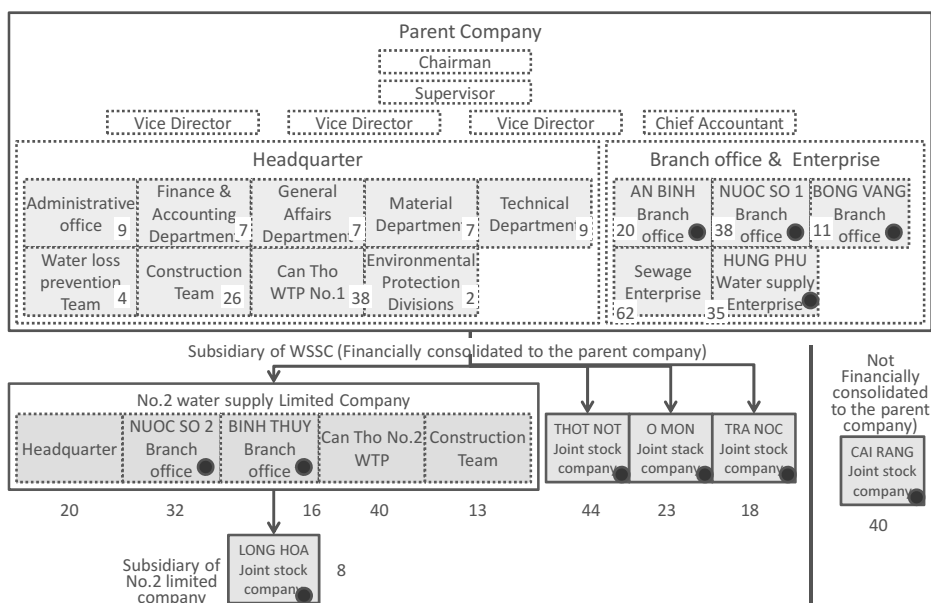 Parent Company
Chairman
Supervisor
Vice Director
Vice Director
Vice Director
Chief Accountant
Headquarter
Administrative
office
9
Finance &
Accounting
Department
7
General
Affairs
Department
7
Material
Department
7
Technical
Department
9
Water loss
prevention
Team
4
Construction
Team
26
Can Tho
WTP No.1
38
Environmental
Protection
Divisions
2
Branch office & Enterprise
AN BINH
Branch
office
20
NUOC SO 1
Branch
office
38
BONG VANG
Branch
office
11
Sewage
Enterprise
62
HUNG PHU
Water supply
Enterprise
35
Subsidiary of WSSC (Financially consolidated to the parent company)
No.2 water supply Limited Company
Headquarter
20
NUOC SO 2
Branch
office
32
BINH THUY
Branch
office
16
Can Tho No.2
WTP
40
Construction
Team
13
THOT NOT
Joint stock
company
44
O MON
Joint stack
company
23
TRA NOC
Joint stock
company
18
Not
Financially
consolidated
to the parent
company)
CAI RANG
Joint stock
company
40
Subsidiary of
No.2 limited
company
LONG HOA
Joint stock
company
8